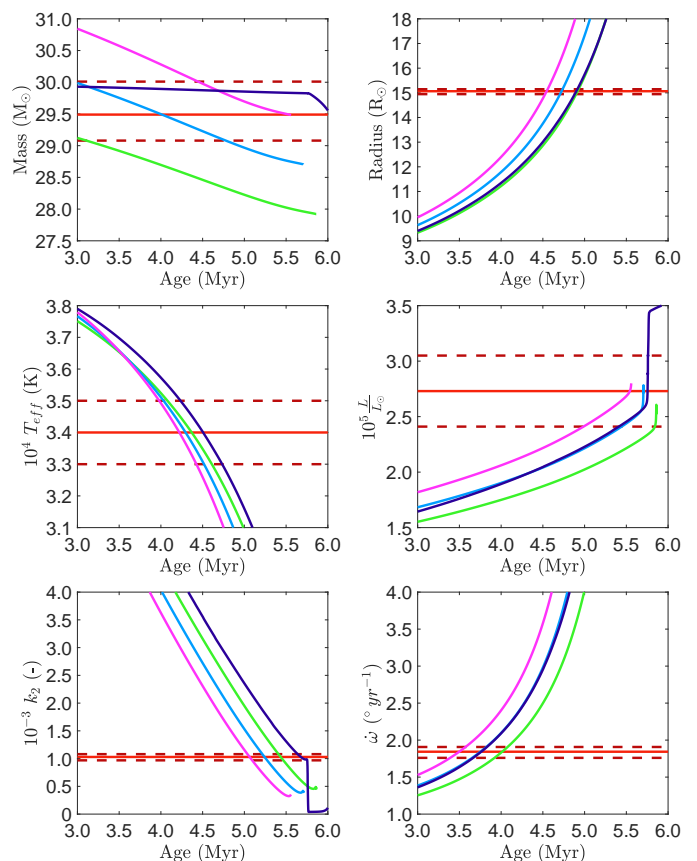 31.0
30.5
30.0
29.5
29.0
28.5
28.0
27.5
3.0 3.5 4.0 4.5 5.0 5.5 6.0
Age (Myr)
Mass (M⊙)
18
17
16
15
14
13
12
11
10
9
3.0 3.5 4.0 4.5 5.0 5.5 6.0
Age (Myr)
Radius (R⊙)
3.8
3.7
3.6
3.5
3.4
3.3
3.2
3.1
3.0 3.5 4.0 4.5 5.0 5.5 6.0
Age (Myr)
10^4 T_eff (K)
3.5
3.0
2.5
2.0
1.5
3.0 3.5 4.0 4.5 5.0 5.5 6.0
Age (Myr)
10^5 L/L⊙
4.0
3.5
3.0
2.5
2.0
1.5
1.0
0.5
0
3.0 3.5 4.0 4.5 5.0 5.5 6.0
Age (Myr)
10^−3 k_2 (-)
4.0
3.5
3.0
2.5
2.0
1.5
1.0
3.0 3.5 4.0 4.5 5.0 5.5 6.0
Age (Myr)
ω̇ (° yr^−1)